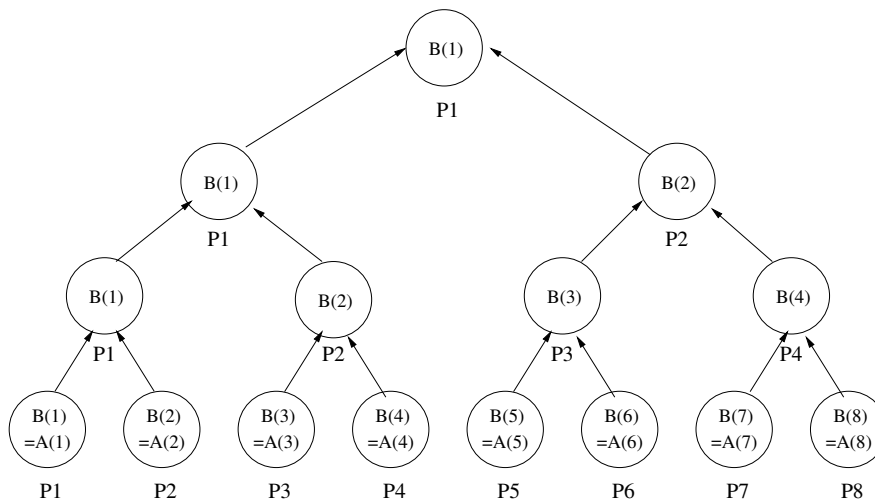 B(1)
P1
B(1)
B(2)
P1
P2
B(1)
B(2)
B(3)
B(4)
P1
P2
P3
P4
B(1)
=A(1)
B(2)
=A(2)
B(3)
=A(3)
B(4)
=A(4)
B(5)
=A(5)
B(6)
=A(6)
B(7)
=A(7)
B(8)
=A(8)
P1
P2
P3
P4
P5
P6
P7
P8